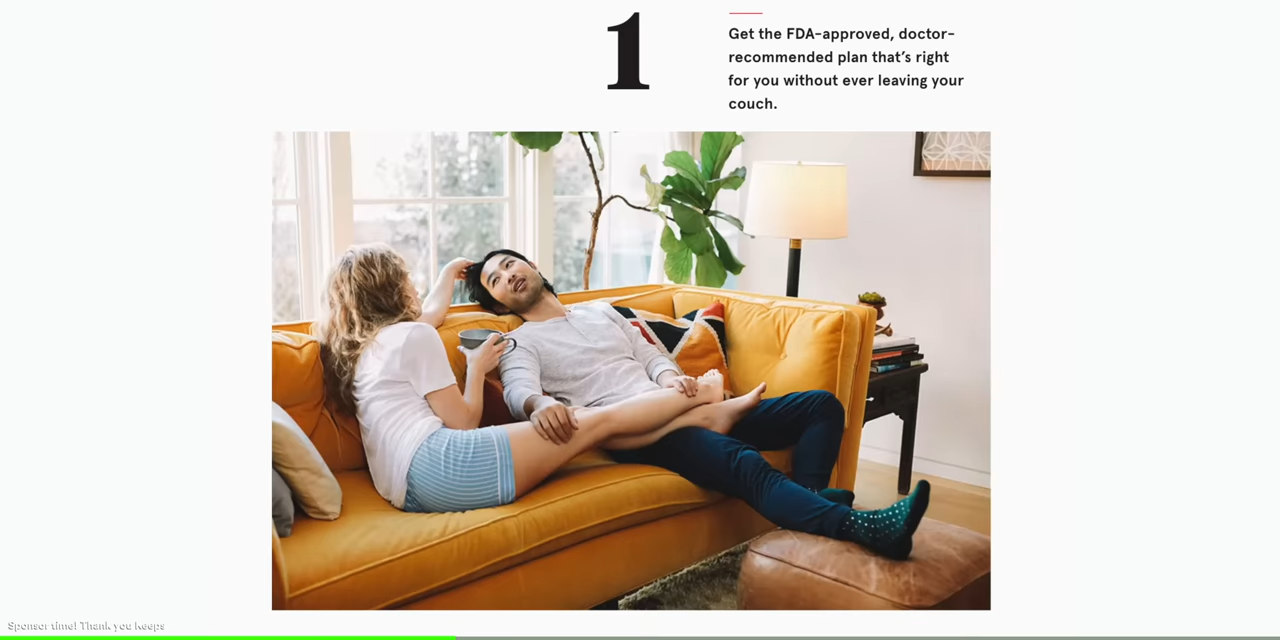 1
Get the FDA-approved, doctor-
recommended plan that's right
for you without ever leaving your
couch.
Sponsor time! Thank you Keeps